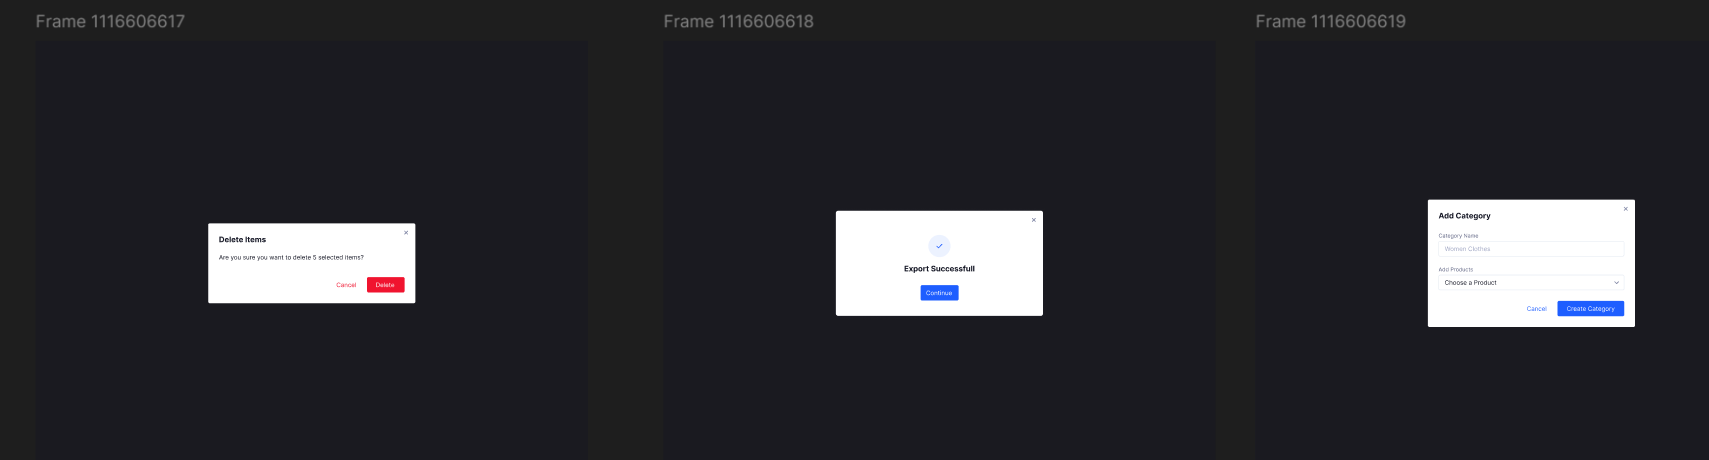 Frame 1116606617
Delete Items
Are you sure you want to delete 5 selected items?
Cancel
Delete
Frame 1116606618
Export Successfull
Continue
Frame 1116606619
Add Category
Category Name
Women Clothes
Add Products
Choose a Product
Cancel
Create Category